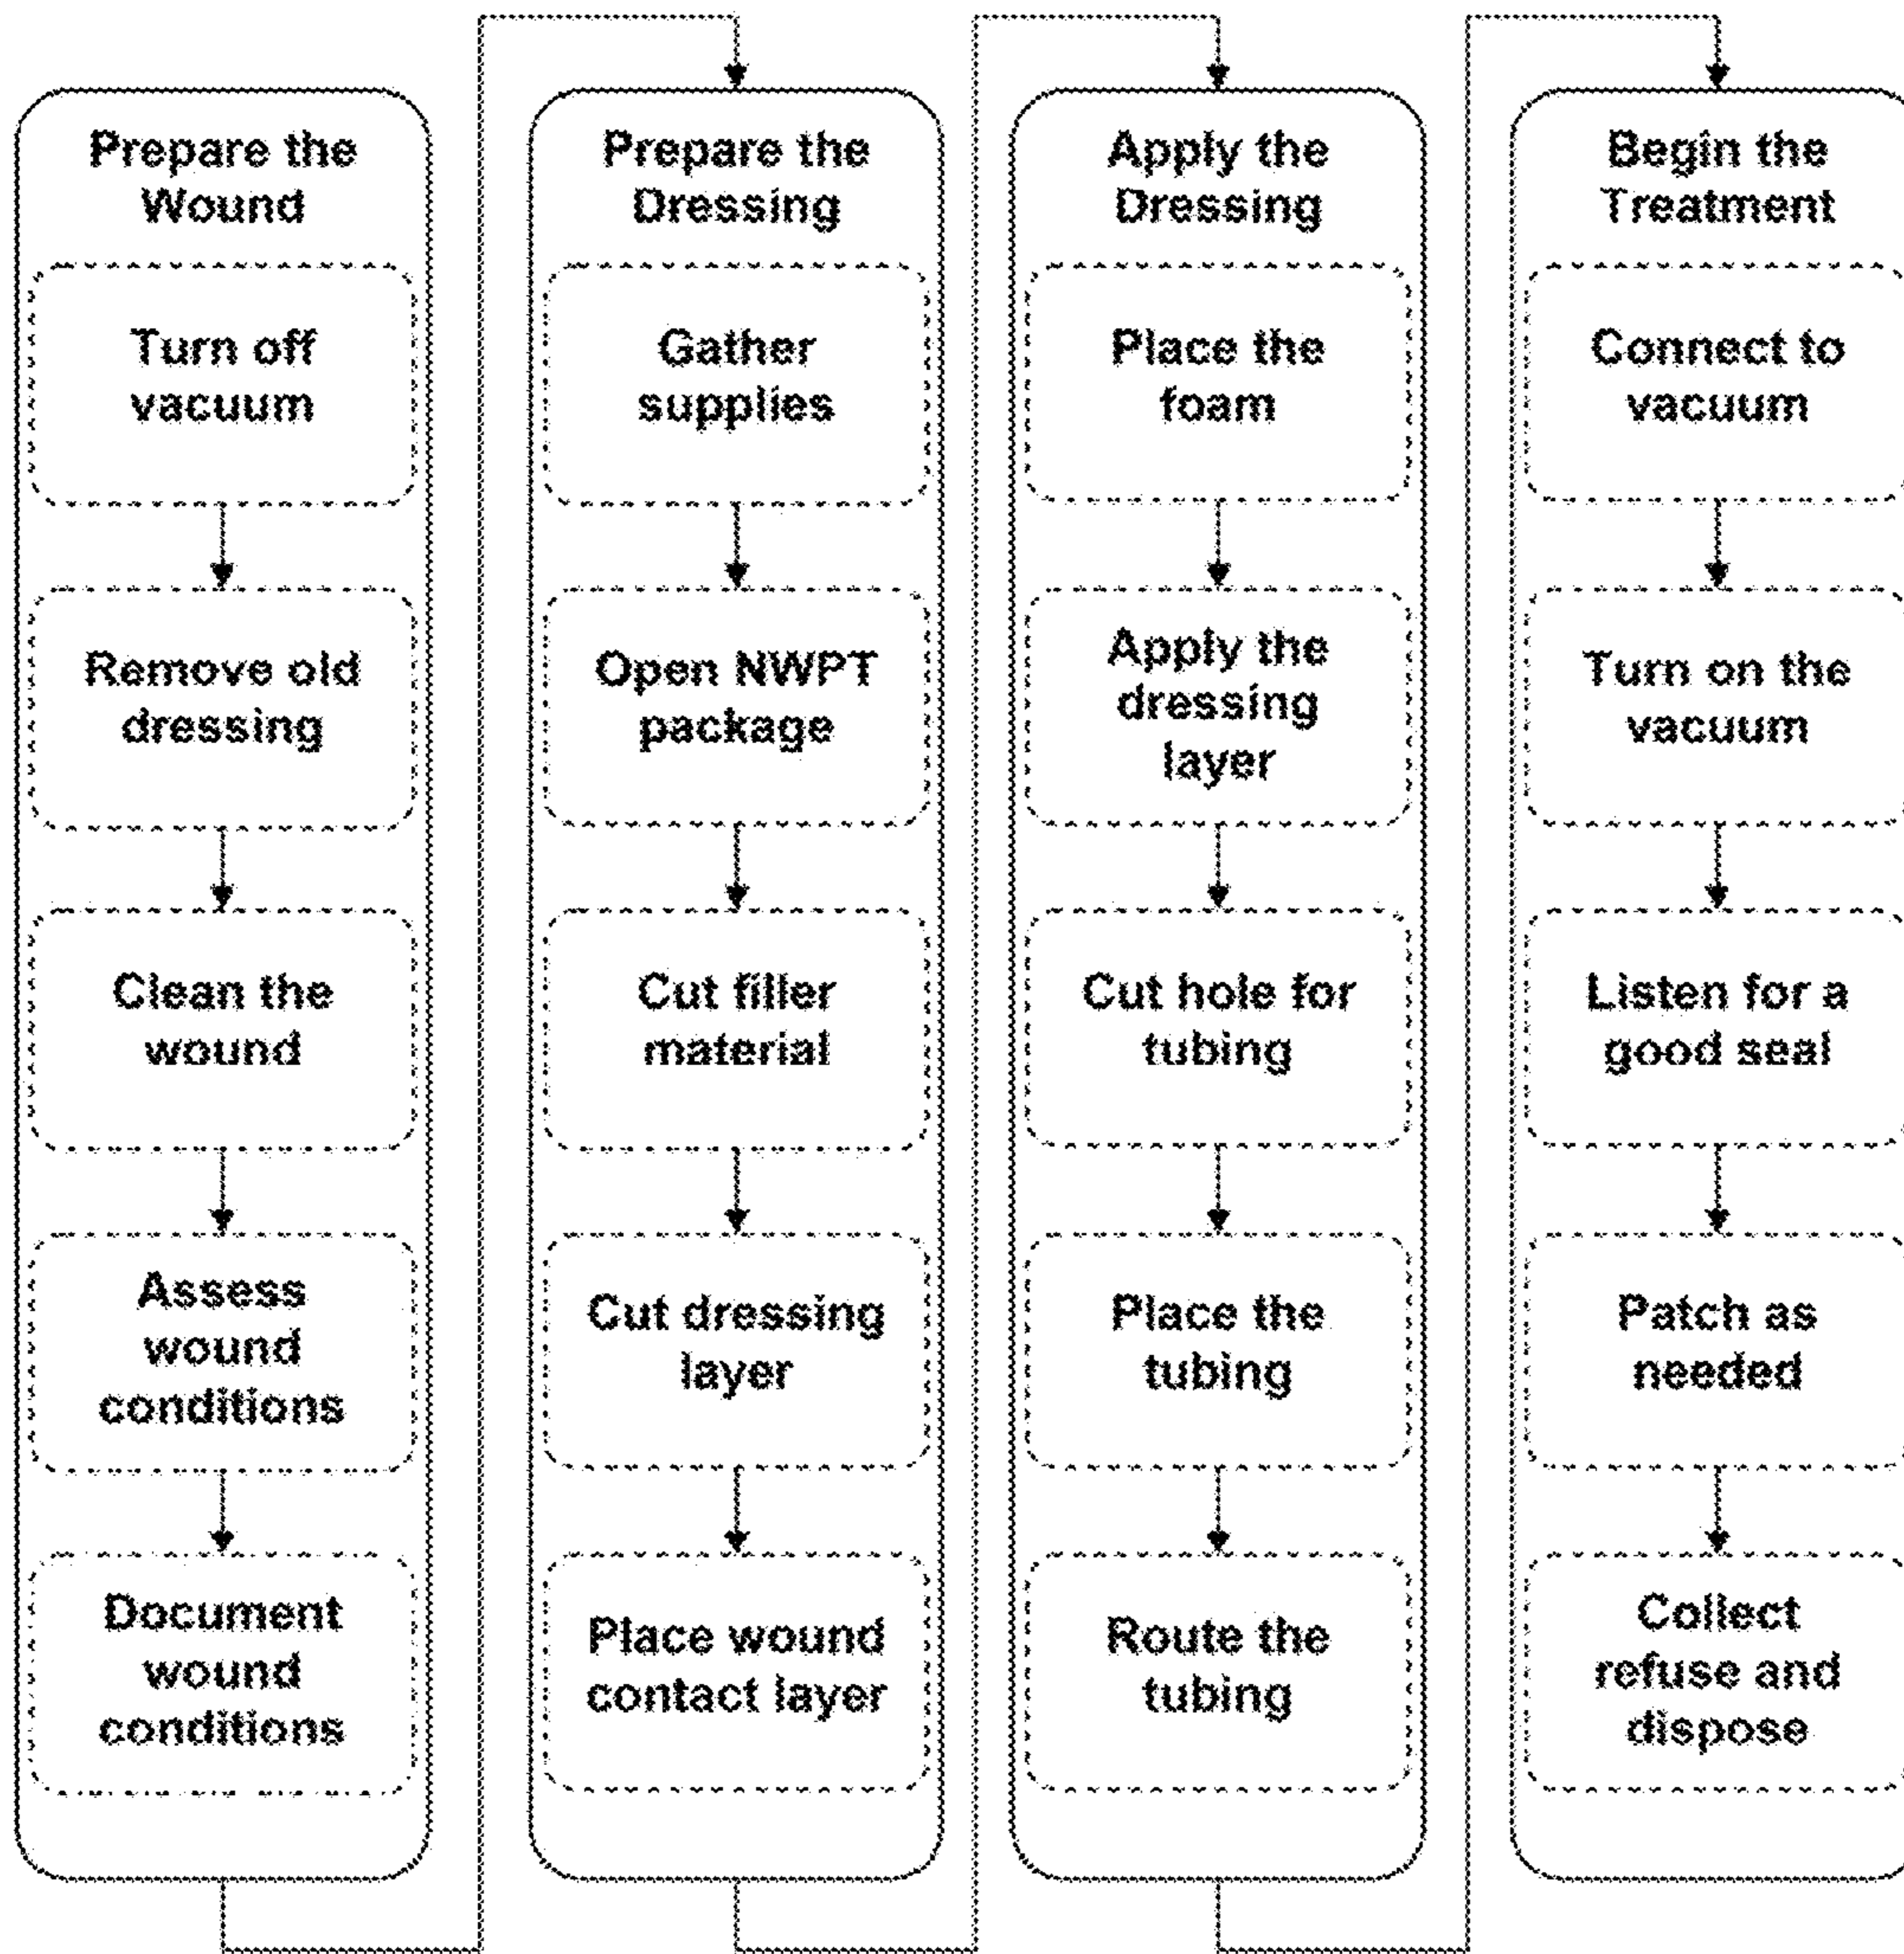 Prepare the
Wound
Turn off
vacuum
Remove old
dressing
Clean the
wound
Assess
wound
conditions
Document
wound
conditions
Prepare the
Dressing
Gather
supplies
Open NWPT
package
Cut filler
material
Cut dressing
layer
Place wound
contact layer
Apply the
Dressing
Place the
foam
Apply the
dressing
layer
Cut hole for
tubing
Place the
tubing
Route the
tubing
Begin the
Treatment
Connect to
vacuum
Turn on the
vacuum
Listen for a
good seal
Patch as
needed
Collect
refuse and
dispose